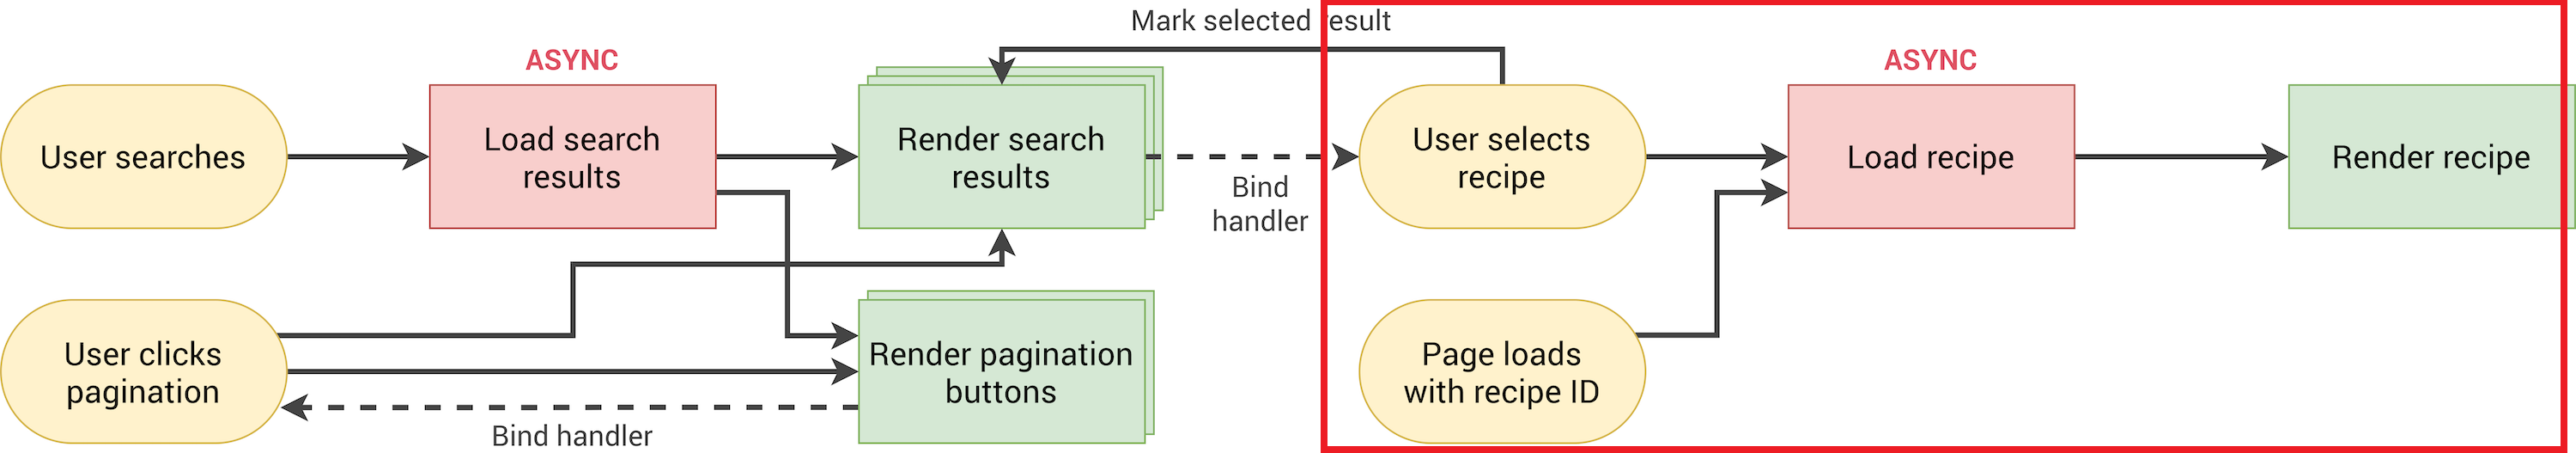 Mark selected result
ASYNC
ASYNC
User searches
Load search
results
Render search
results
Bind
handler
User selects
recipe
Load recipe
Render recipe
User clicks
pagination
Render pagination
buttons
Bind handler
Page loads
with recipe ID